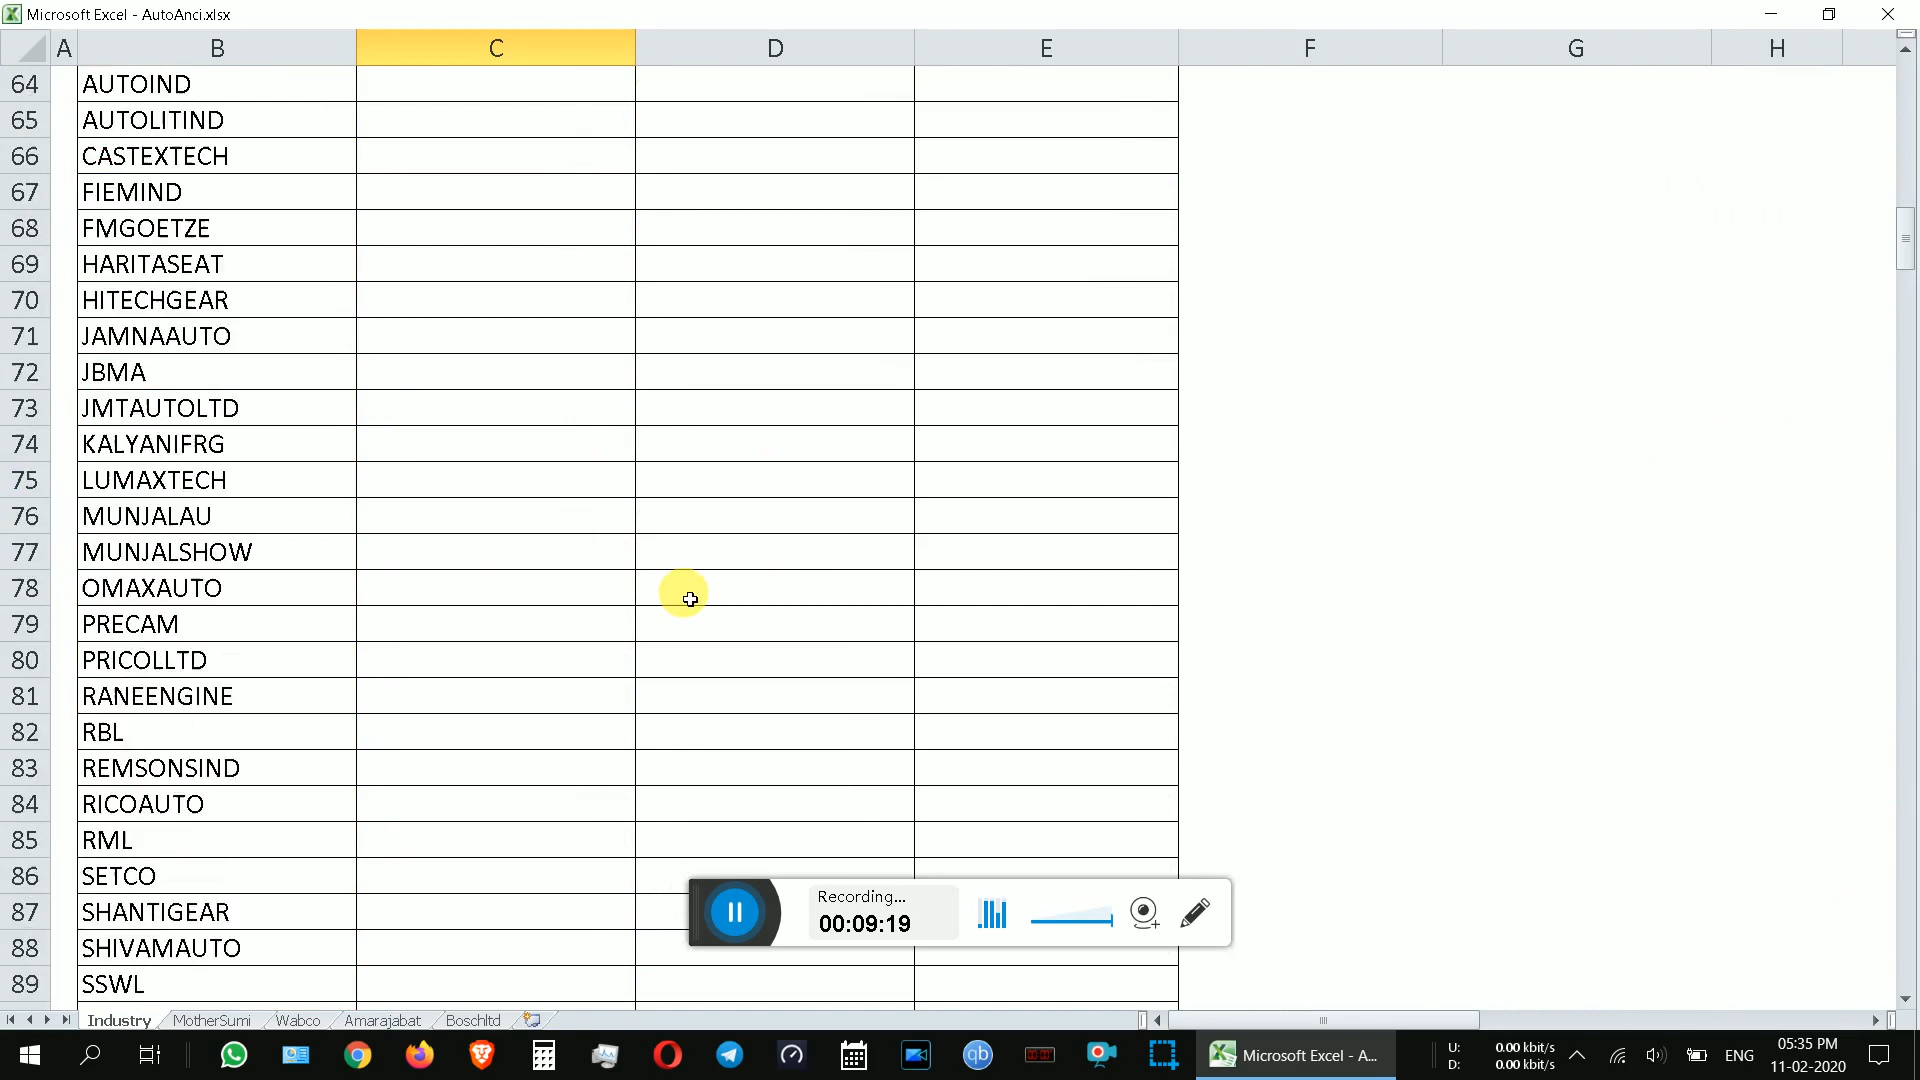 Microsoft Excel - AutoAnci.xlsx
A B C D E F G H
64 AUTOIND
65 AUTOLITIND
66 CASTEXTECH
67 FIEMIND
68 FMGOETZE
69 HARITASEAT
70 HITECHGEAR
71 JAMNAAUTO
72 JBMA
73 JMTAUTOLTD
74 KALYANIFRG
75 LUMAXTECH
76 MUNJALAU
77 MUNJALSHOW
78 OMAXAUTO
79 PRECAM
80 PRICOLLTD
81 RANEENGINE
82 RBL
83 REMSONSIND
84 RICOAUTO
85 RML
86 SETCO
87 SHANTIGEAR
88 SHIVAMAUTO
89 SSWL
Recording...
00:09:19
Industry MotherSumi Wabco Amarajabat Boschltd
qb
Microsoft Excel - A...
U: 0.00 kbit/s
D: 0.00 kbit/s
ENG
05:35 PM
11-02-2020